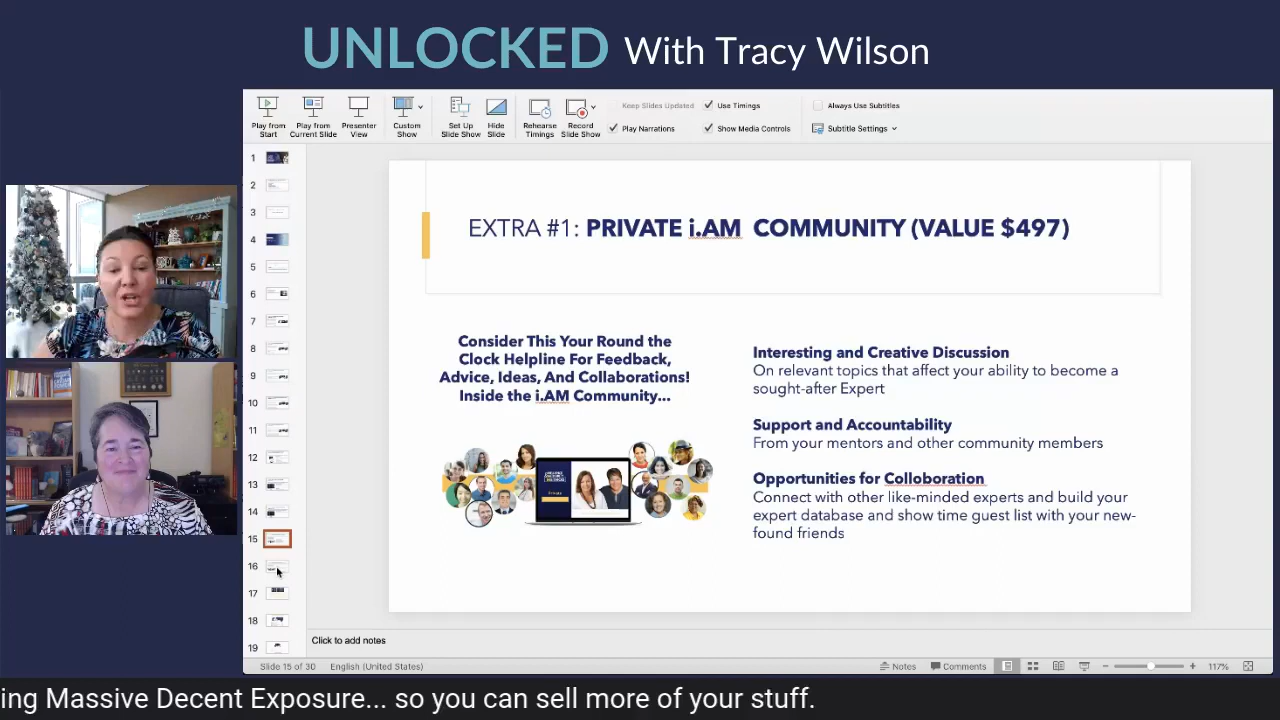 UNLOCKED With Tracy Wilson
Play from
Start
Play from
Current Slide
Presenter
View
Custom
Show
Set Up
Slide Show
Hide
Slide
Rehearse
Timings
Record
Slide Show
Keep Slides Updated
Use Timings
Play Narrations
Show Media Controls
Always Use Subtitles
Subtitle Settings
1
2
3
4
5
6
7
8
9
10
11
12
13
14
15
16
17
18
19
EXTRA #1: PRIVATE i.AM COMMUNITY (VALUE $497)
Consider This Your Round the
Clock Helpline For Feedback,
Advice, Ideas, And Collaborations!
Inside the i.AM Community...
Interesting and Creative Discussion
On relevant topics that affect your ability to become a
sought-after Expert
Support and Accountability
From your mentors and other community members
Opportunities for Colloboration
Connect with other like-minded experts and build your
expert database and show time guest list with your new-
found friends
Click to add notes
Slide 15 of 30
English (United States)
Notes
Comments
117%
ing Massive Decent Exposure... so you can sell more of your stuff.